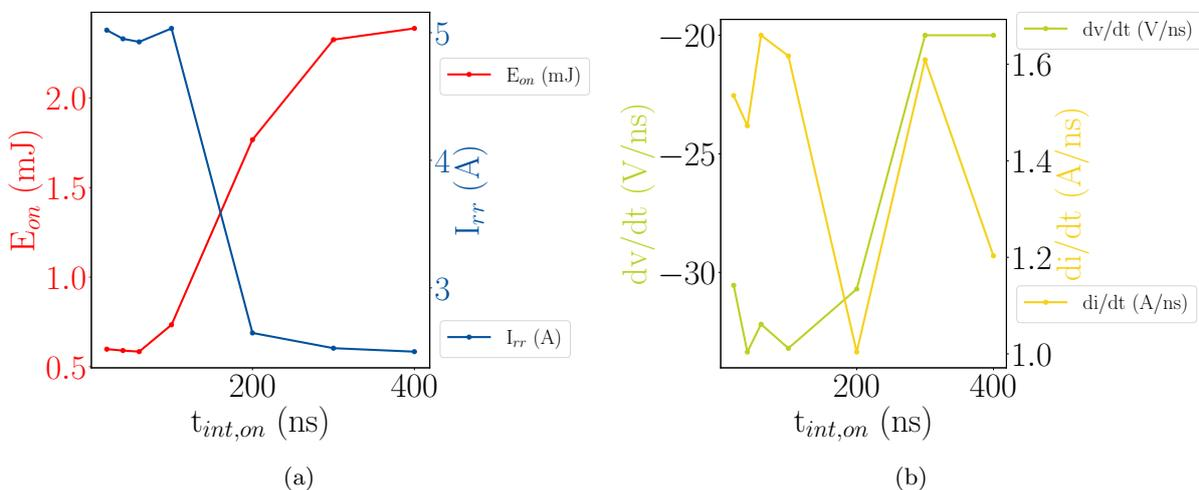 E_on (mJ)
2.0
1.5
1.0
0.5
200
400
t_int,on (ns)
5
4
3
I_rr (A)
E_on (mJ)
I_rr (A)
(a)
dv/dt (V/ns)
−20
−25
−30
200
400
t_int,on (ns)
1.6
1.4
1.2
1.0
di/dt (A/ns)
dv/dt (V/ns)
di/dt (A/ns)
(b)